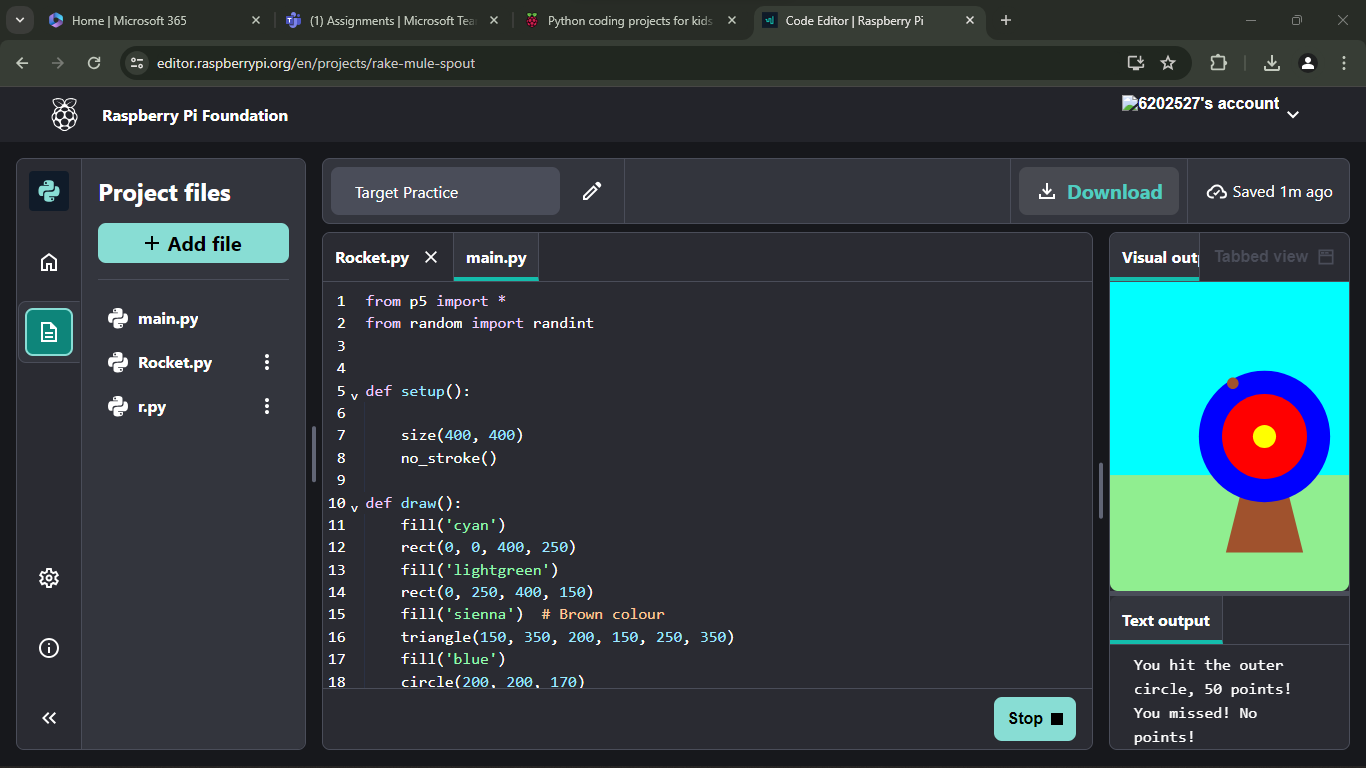 Home | Microsoft 365
(1) Assignments | Microsoft Tea
Python coding projects for kids
Code Editor | Raspberry Pi
editor.raspberrypi.org/en/projects/rake-mule-spout
Raspberry Pi Foundation
6202527's account
Project files
+ Add file
main.py
Rocket.py
r.py
Target Practice
Download
Saved 1m ago
Rocket.py
main.py
1 from p5 import *
2 from random import randint
3
4
5 def setup():
6
7 size(400, 400)
8 no_stroke()
9
10 def draw():
11 fill('cyan')
12 rect(0, 0, 400, 250)
13 fill('lightgreen')
14 rect(0, 250, 400, 150)
15 fill('sienna')  # Brown colour
16 triangle(150, 350, 200, 150, 250, 350)
17 fill('blue')
18 circle(200, 200, 170)
Stop
Visual out
Tabbed view
Text output
You hit the outer
circle, 50 points!
You missed! No
points!